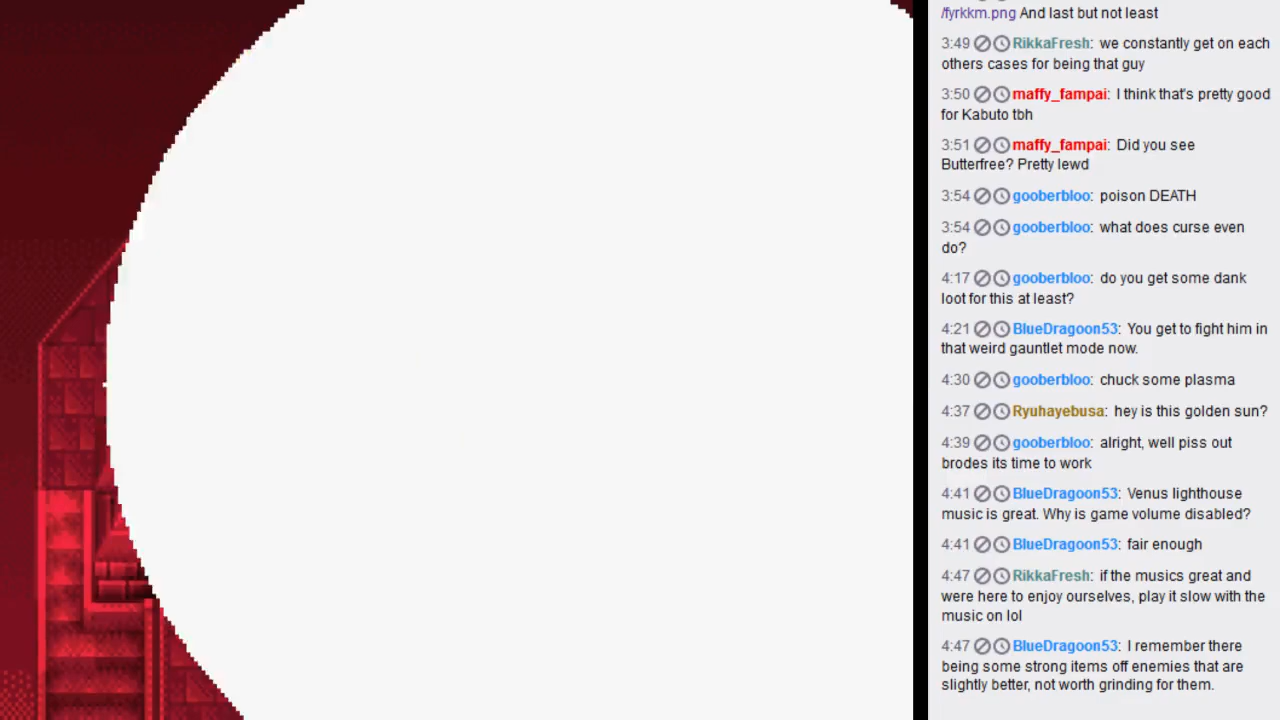 /fyrkkm.png And last but not least
3:49 RikkaFresh: we constantly get on each
others cases for being that guy
3:50 maffy_fampai: I think that's pretty good
for Kabuto tbh
3:51 maffy_fampai: Did you see
Butterfree? Pretty lewd
3:54 gooberbloo: poison DEATH
3:54 gooberbloo: what does curse even
do?
4:17 gooberbloo: do you get some dank
loot for this at least?
4:21 BlueDragoon53: You get to fight him in
that weird gauntlet mode now.
4:30 gooberbloo: chuck some plasma
4:37 Ryuhayebusa: hey is this golden sun?
4:39 gooberbloo: alright, well piss out
brodes its time to work
4:41 BlueDragoon53: Venus lighthouse
music is great. Why is game volume disabled?
4:41 BlueDragoon53: fair enough
4:47 RikkaFresh: if the musics great and
were here to enjoy ourselves, play it slow with the
music on lol
4:47 BlueDragoon53: I remember there
being some strong items off enemies that are
slightly better, not worth grinding for them.